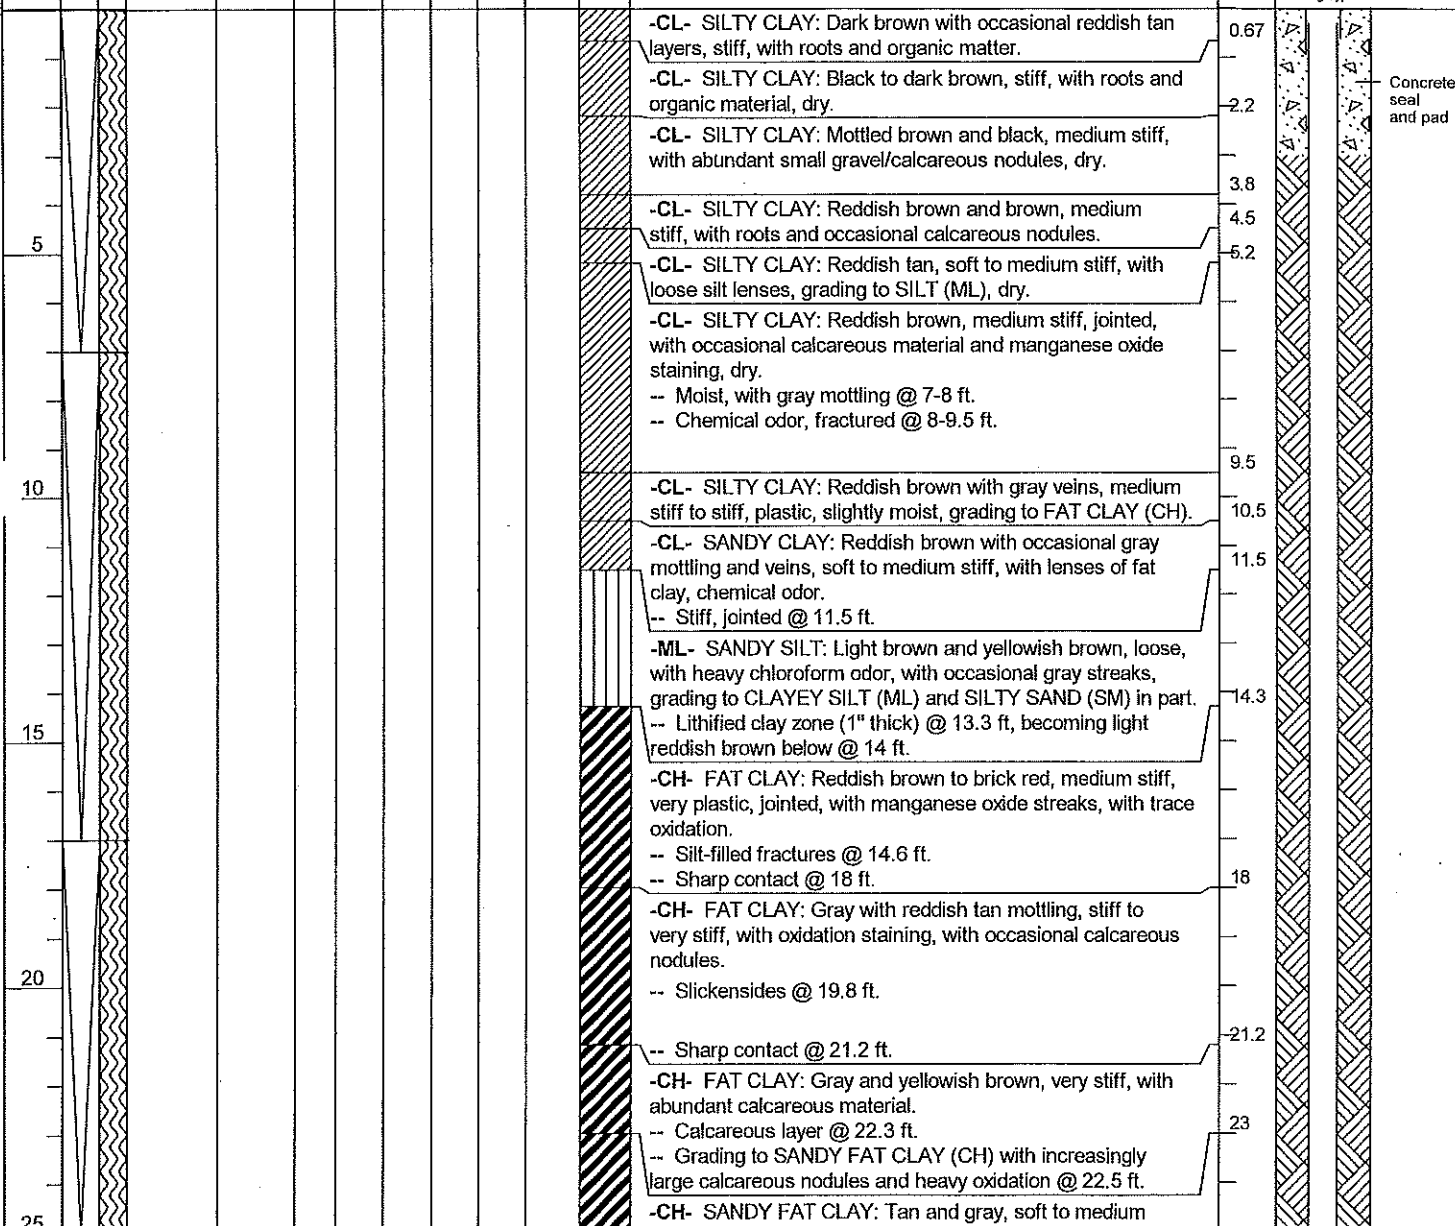 -CL- SILTY CLAY: Dark brown with occasional reddish tan
layers, stiff, with roots and organic matter.
0.67
-CL- SILTY CLAY: Black to dark brown, stiff, with roots and
organic material, dry.
2.2
Concrete
seal
and pad
-CL- SILTY CLAY: Mottled brown and black, medium stiff,
with abundant small gravel/calcareous nodules, dry.
3.8
-CL- SILTY CLAY: Reddish brown and brown, medium
stiff, with roots and occasional calcareous nodules.
4.5
5
5.2
-CL- SILTY CLAY: Reddish tan, soft to medium stiff, with
loose silt lenses, grading to SILT (ML), dry.
-CL- SILTY CLAY: Reddish brown, medium stiff, jointed,
with occasional calcareous material and manganese oxide
staining, dry.
-- Moist, with gray mottling @ 7-8 ft.
-- Chemical odor, fractured @ 8-9.5 ft.
9.5
10
-CL- SILTY CLAY: Reddish brown with gray veins, medium
stiff to stiff, plastic, slightly moist, grading to FAT CLAY (CH).
10.5
-CL- SANDY CLAY: Reddish brown with occasional gray
mottling and veins, soft to medium stiff, with lenses of fat
clay, chemical odor.
-- Stiff, jointed @ 11.5 ft.
11.5
-ML- SANDY SILT: Light brown and yellowish brown, loose,
with heavy chloroform odor, with occasional gray streaks,
grading to CLAYEY SILT (ML) and SILTY SAND (SM) in part.
-- Lithified clay zone (1" thick) @ 13.3 ft, becoming light
reddish brown below @ 14 ft.
14.3
15
-CH- FAT CLAY: Reddish brown to brick red, medium stiff,
very plastic, jointed, with manganese oxide streaks, with trace
oxidation.
-- Silt-filled fractures @ 14.6 ft.
-- Sharp contact @ 18 ft.
18
-CH- FAT CLAY: Gray with reddish tan mottling, stiff to
very stiff, with oxidation staining, with occasional calcareous
nodules.
20
-- Slickensides @ 19.8 ft.
-- Sharp contact @ 21.2 ft.
21.2
-CH- FAT CLAY: Gray and yellowish brown, very stiff, with
abundant calcareous material.
-- Calcareous layer @ 22.3 ft.
23
-- Grading to SANDY FAT CLAY (CH) with increasingly
large calcareous nodules and heavy oxidation @ 22.5 ft.
-CH- SANDY FAT CLAY: Tan and gray, soft to medium
25